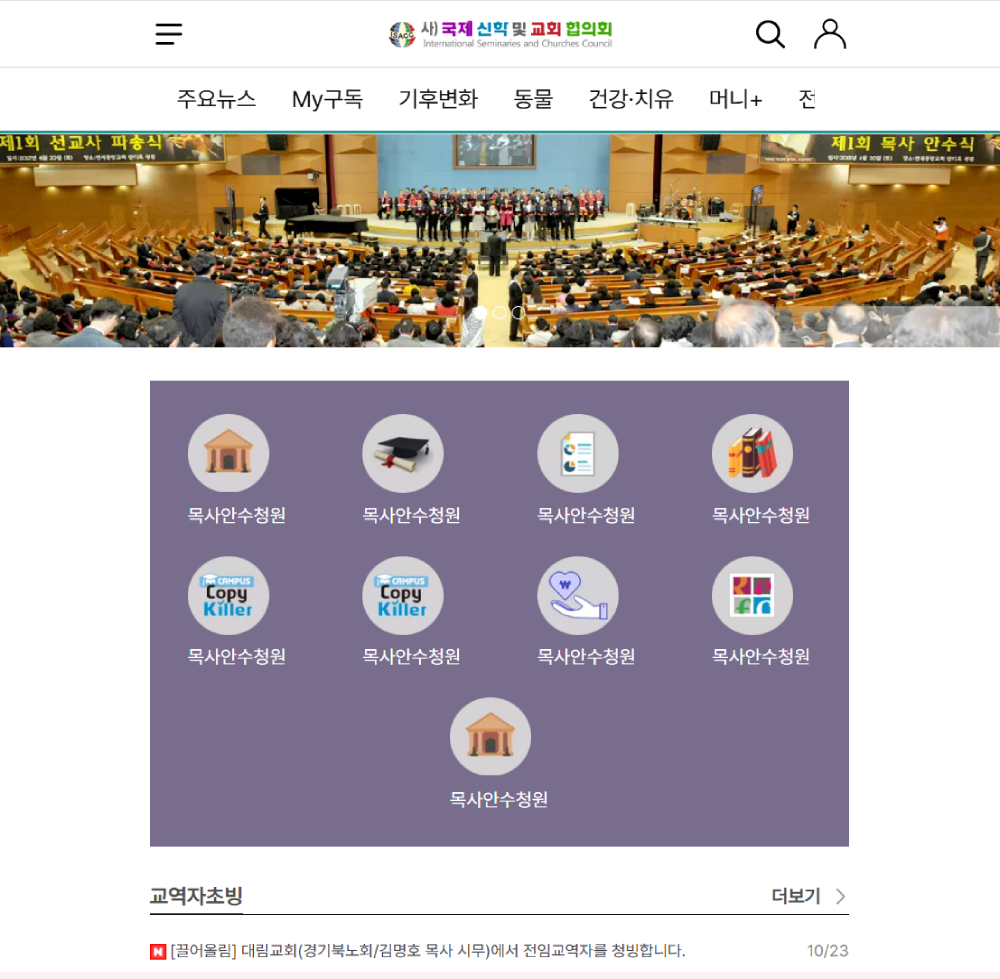 사) 국제 신학 및 교회 협의회
ISACC
International Seminaries and Churches Council
주요뉴스 My구독 기후변화 동물 건강·치유 머니+ 전
제1회 선교사 파송식
제1회 목사 안수식
목사안수청원 목사안수청원 목사안수청원 목사안수청원
CAMPUS
Copy
Killer
CAMPUS
Copy
Killer
목사안수청원 목사안수청원 목사안수청원 목사안수청원
목사안수청원
교역자초빙 더보기
N [끌어올림] 대림교회(경기북노회/김명호 목사 시무)에서 전임교역자를 청빙합니다. 10/23